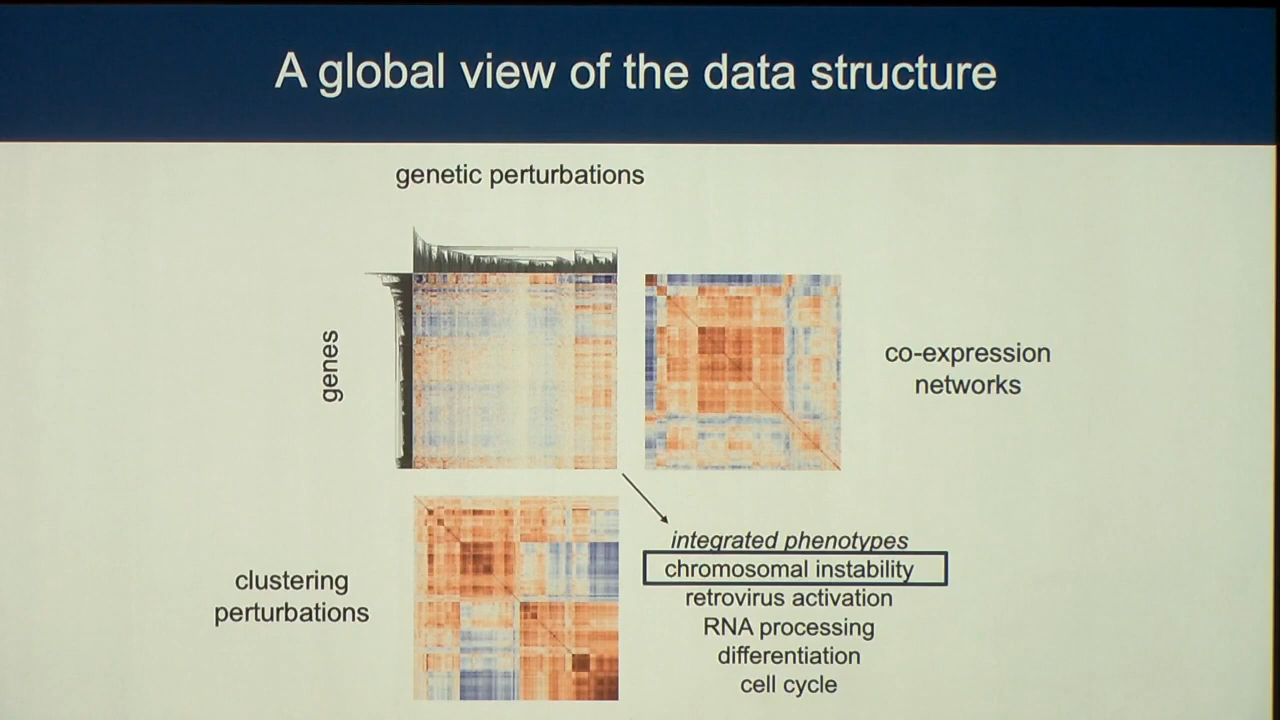 A global view of the data structure
genetic perturbations
genes
co-expression
networks
clustering
perturbations
integrated phenotypes
chromosomal instability
retrovirus activation
RNA processing
differentiation
cell cycle